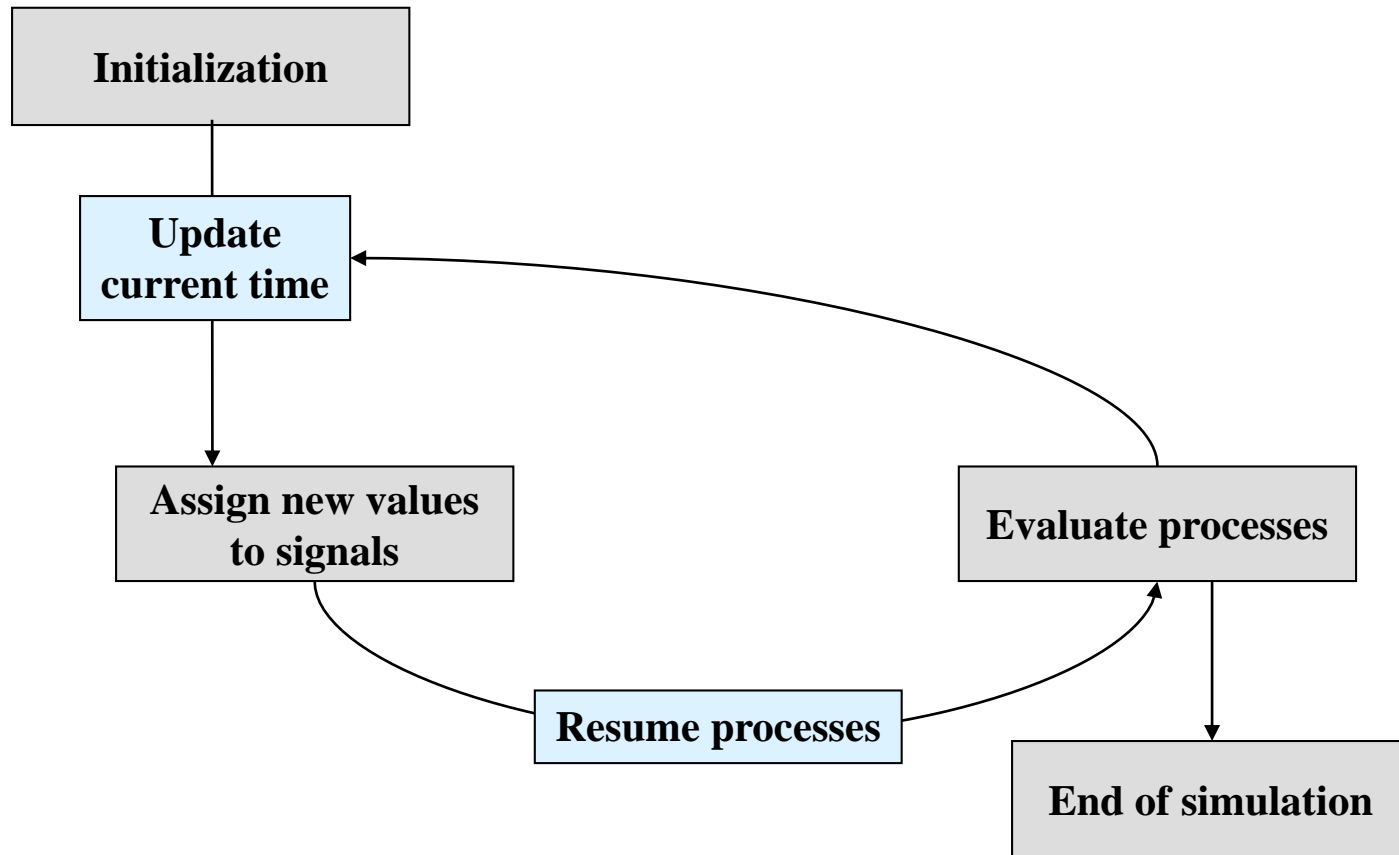 Initialization
Update
current time
Assign new values
to signals
Evaluate processes
Resume processes
End of simulation